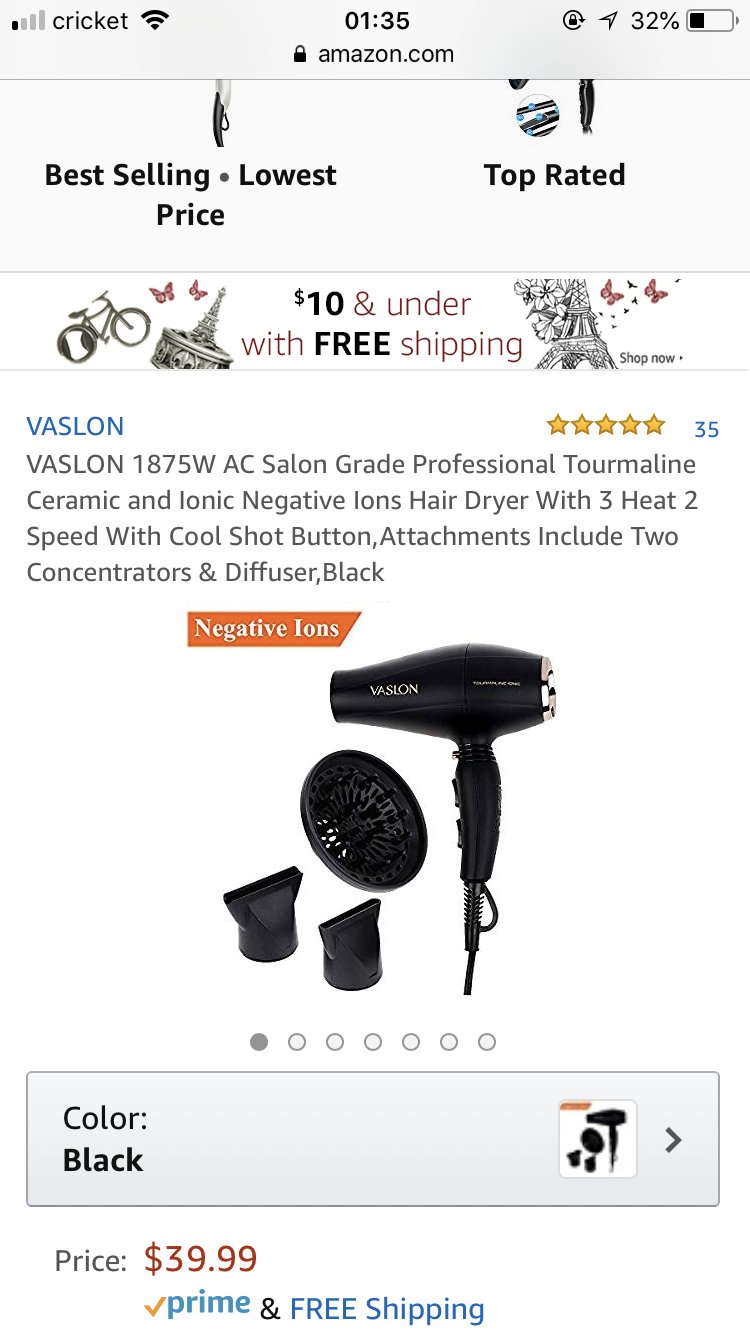 cricket 01:35 32%
amazon.com
Best Selling • Lowest
Price
Top Rated
$10 & under
with FREE shipping
Shop now
VASLON 35
VASLON 1875W AC Salon Grade Professional Tourmaline
Ceramic and Ionic Negative Ions Hair Dryer With 3 Heat 2
Speed With Cool Shot Button,Attachments Include Two
Concentrators & Diffuser,Black
Negative Ions
VASLON
TOURMALINE IONIC
Color:
Black
Price: $39.99
prime & FREE Shipping